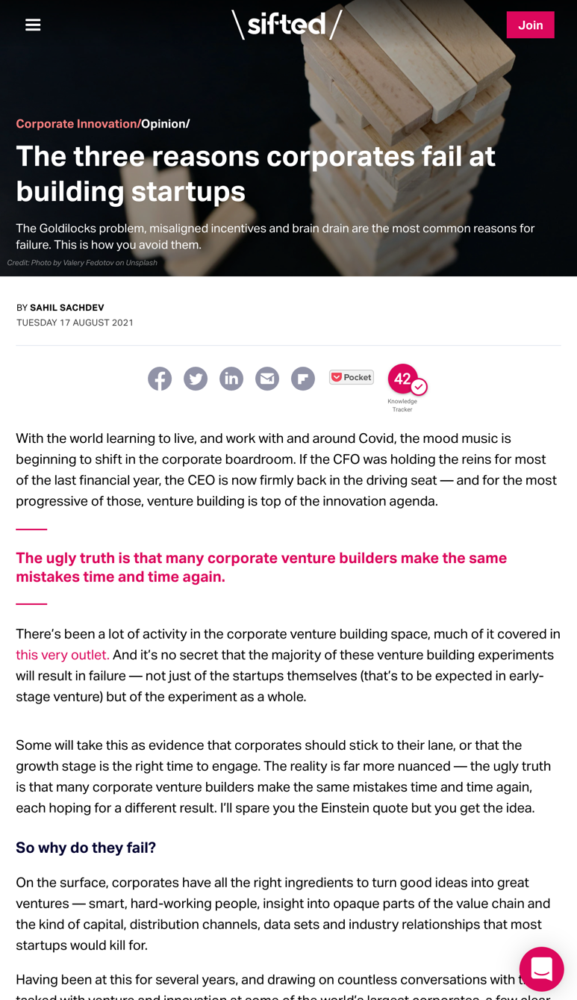 \sifted/
Join
Corporate Innovation/Opinion/
The three reasons corporates fail at
building startups
The Goldilocks problem, misaligned incentives and brain drain are the most common reasons for
failure. This is how you avoid them.
Credit: Photo by Valery Fedotov on Unsplash
BY SAHIL SACHDEV
TUESDAY 17 AUGUST 2021
Pocket
42
Knowledge
Tracker
With the world learning to live, and work with and around Covid, the mood music is
beginning to shift in the corporate boardroom. If the CFO was holding the reins for most
of the last financial year, the CEO is now firmly back in the driving seat — and for the most
progressive of those, venture building is top of the innovation agenda.
The ugly truth is that many corporate venture builders make the same
mistakes time and time again.
There’s been a lot of activity in the corporate venture building space, much of it covered in
this very outlet. And it’s no secret that the majority of these venture building experiments
will result in failure — not just of the startups themselves (that’s to be expected in early-
stage venture) but of the experiment as a whole.
Some will take this as evidence that corporates should stick to their lane, or that the
growth stage is the right time to engage. The reality is far more nuanced — the ugly truth
is that many corporate venture builders make the same mistakes time and time again,
each hoping for a different result. I’ll spare you the Einstein quote but you get the idea.
So why do they fail?
On the surface, corporates have all the right ingredients to turn good ideas into great
ventures — smart, hard-working people, insight into opaque parts of the value chain and
the kind of capital, distribution channels, data sets and industry relationships that most
startups would kill for.
Having been at this for several years, and drawing on countless conversations with
tasked with venture and innovation at some of the world’s largest corporates, a few clear